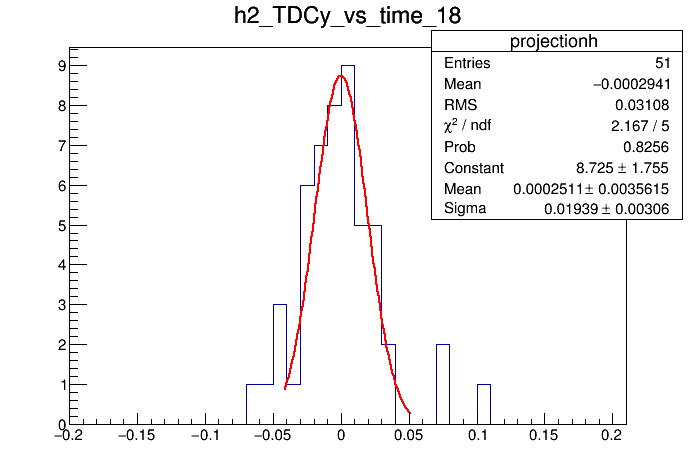 h2_TDCy_vs_time_18
projectionh
Entries 51
Mean −0.0002941
RMS 0.03108
χ² / ndf 2.167 / 5
Prob 0.8256
Constant 8.725 ± 1.755
Mean 0.0002511± 0.0035615
Sigma 0.01939 ± 0.00306
9
8
7
6
5
4
3
2
1
0
−0.2 −0.15 −0.1 −0.05 0 0.05 0.1 0.15 0.2